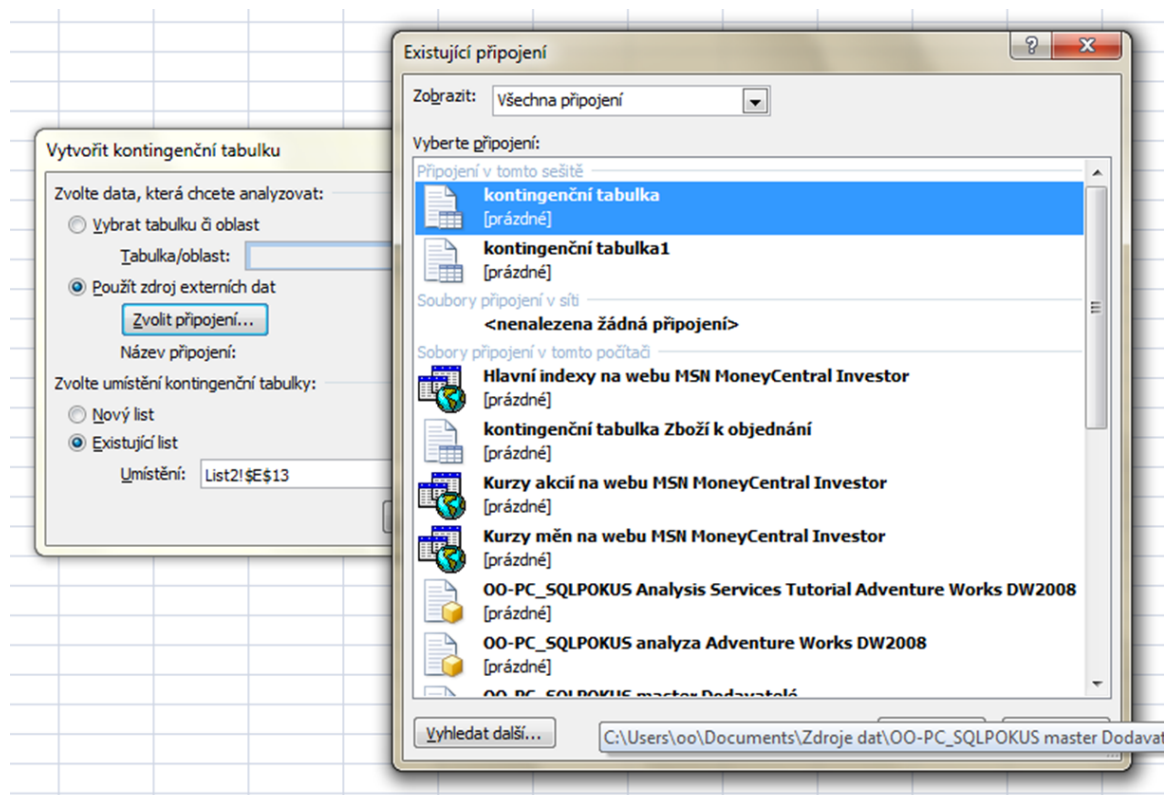 Vytvořit kontingenční tabulku
Zvolte data, která chcete analyzovat:
Vybrat tabulku či oblast
Tabulka/oblast:
Použít zdroj externích dat
Zvolit připojení...
Název připojení:
Zvolte umístění kontingenční tabulky:
Nový list
Existující list
Umístění: List2!$E$13
Existující připojení
Zobrazit: Všechna připojení
Vyberte připojení:
Připojení v tomto sešitě
kontingenční tabulka
[prázdné]
kontingenční tabulka1
[prázdné]
Soubory připojení v síti
<nenalezena žádná připojení>
Sobory připojení v tomto počítači
Hlavní indexy na webu MSN MoneyCentral Investor
[prázdné]
kontingenční tabulka Zboží k objednání
[prázdné]
Kurzy akcií na webu MSN MoneyCentral Investor
[prázdné]
Kurzy měn na webu MSN MoneyCentral Investor
[prázdné]
OO-PC_SQLPOKUS Analysis Services Tutorial Adventure Works DW2008
[prázdné]
OO-PC_SQLPOKUS analyza Adventure Works DW2008
[prázdné]
OO-PC_SQLPOKUS master Dodavatelé
Vyhledat další...
C:\Users\oo\Documents\Zdroje dat\OO-PC_SQLPOKUS master Dodavat